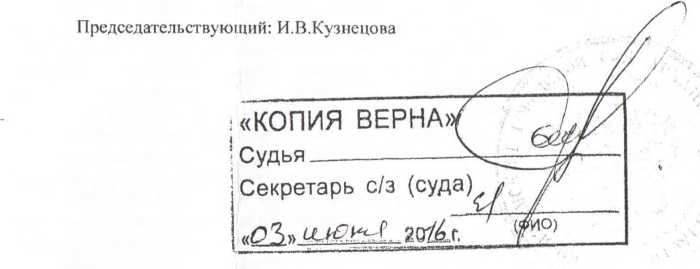 Председательствующий: И.В.Кузнецова
«КОПИЯ ВЕРНА»
Судья
Секретарь с/з (суда)
(ФИО)
«03» июня 2016 г.